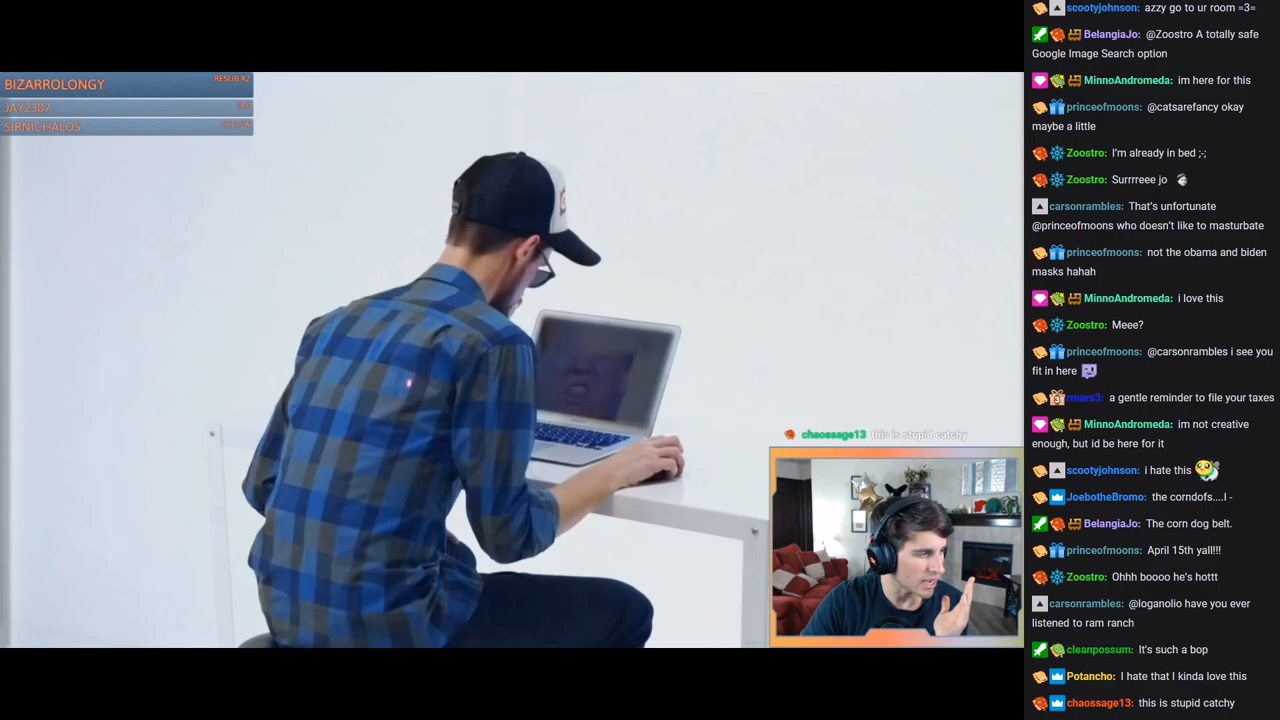 BIZARROLONGY
RESUB X2
JAY2307
SIRNICHALOS
FOLLOW
chaossage13 this is stupid catchy
scootyjohnson: azzy go to ur room =3=
BelangiaJo: @Zoostro A totally safe
Google Image Search option
MinnoAndromeda: im here for this
princeofmoons: @catsarefancy okay
maybe a little
Zoostro: I'm already in bed ;-;
Zoostro: Surrrreee jo
carsonrambles: That's unfortunate
@princeofmoons who doesn't like to masturbate
princeofmoons: not the obama and biden
masks hahah
MinnoAndromeda: i love this
Zoostro: Meee?
princeofmoons: @carsonrambles i see you
fit in here
rmars3: a gentle reminder to file your taxes
MinnoAndromeda: im not creative
enough, but id be here for it
scootyjohnson: i hate this
JoebotheBromo: the corndofs....I -
BelangiaJo: The corn dog belt.
princeofmoons: April 15th yall!!!
Zoostro: Ohhh boooo he's hottt
carsonrambles: @loganolio have you ever
listened to ram ranch
cleanpossum: It's such a bop
Potancho: I hate that I kinda love this
chaossage13: this is stupid catchy